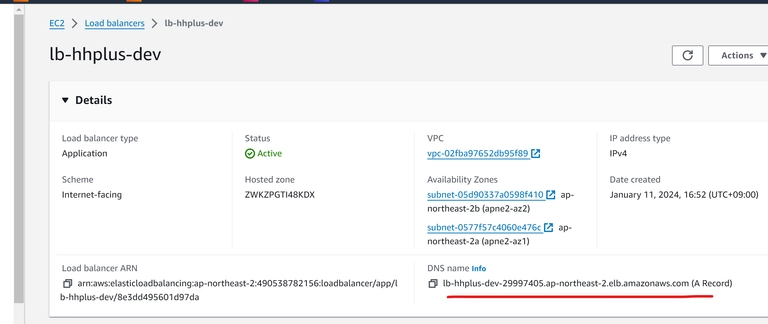 EC2 > Load balancers > lb-hhplus-dev
lb-hhplus-dev
Actions ▼
▼ Details
Load balancer type
Application
Status
Active
VPC
vpc-02fba97652db95f89
IP address type
IPv4
Scheme
Internet-facing
Hosted zone
ZWKZPGTI48KDX
Availability Zones
subnet-05d90337a0598f410 ap-
northeast-2b (apne2-az2)
subnet-0577f57c4060e476c ap-
northeast-2a (apne2-az1)
Date created
January 11, 2024, 16:52 (UTC+09:00)
Load balancer ARN
arn:aws:elasticloadbalancing:ap-northeast-2:490538782156:loadbalancer/app/l
b-hhplus-dev/8e3dd495601d97da
DNS name Info
lb-hhplus-dev-29997405.ap-northeast-2.elb.amazonaws.com (A Record)